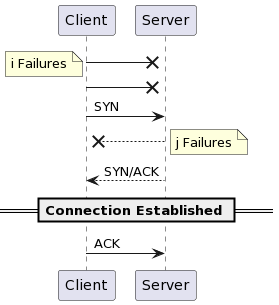 Client Server
i Failures
SYN
j Failures
SYN/ACK
Connection Established
ACK
Client Server